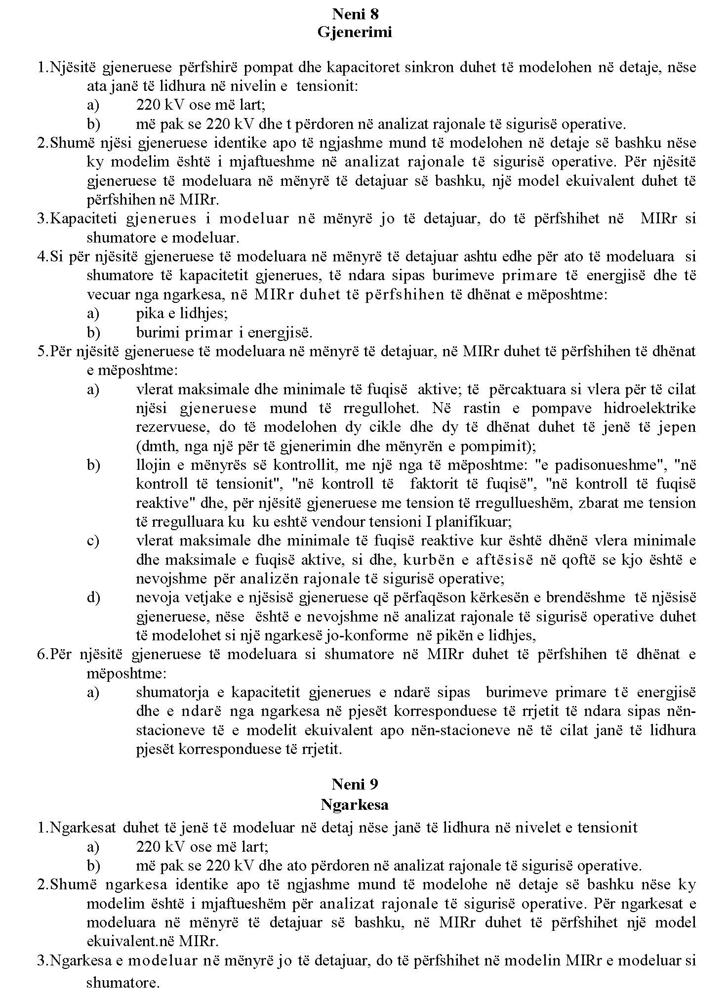 Neni 8
Gjenerimi
1.Njësitë gjeneruese përfshirë pompat dhe kapacitoret sinkron duhet të modelohen në detaje, nëse
ata janë të lidhura në nivelin e tensionit:
a) 220 kV ose më lart;
b) më pak se 220 kV dhe t përdoren në analizat rajonale të sigurisë operative.
2.Shumë njësi gjeneruese identike apo të ngjashme mund të modelohen në detaje së bashku nëse
ky modelim është i mjaftueshme në analizat rajonale të sigurisë operative. Për njësitë
gjeneruese të modeluara në mënyrë të detajuar së bashku, një model ekuivalent duhet të
përfshihen në MIRr.
3.Kapaciteti gjenerues i modeluar në mënyrë jo të detajuar, do të përfshihet në MIRr si
shumatore e modeluar.
4.Si për njësitë gjeneruese të modeluara në mënyrë të detajuar ashtu edhe për ato të modeluara si
shumatore të kapacitetit gjenerues, të ndara sipas burimeve primare të energjisë dhe të
vecuar nga ngarkesa, në MIRr duhet të përfshihen të dhënat e mëposhtme:
a) pika e lidhjes;
b) burimi primar i energjisë.
5.Për njësitë gjeneruese të modeluara në mënyrë të detajuar, në MIRr duhet të përfshihen të dhënat
e mëposhtme:
a) vlerat maksimale dhe minimale të fuqisë aktive; të përcaktuara si vlera për të cilat
njësi gjeneruese mund të rregullohet. Në rastin e pompave hidroelektrike
rezervuese, do të modelohen dy cikle dhe dy të dhënat duhet të jenë të jepen
(dmth, nga një për të gjenerimin dhe mënyrën e pompimit);
b) llojin e mënyrës së kontrollit, me një nga të mëposhtme: "e padisonueshme", "në
kontroll të tensionit", "në kontroll të faktorit të fuqisë", "në kontroll të fuqisë
reaktive" dhe, për njësitë gjeneruese me tension të rregullueshëm, zbarat me tension
të rregulluara ku ku eshtë vendour tensioni I planifikuar;
c) vlerat maksimale dhe minimale të fuqisë reaktive kur është dhënë vlera minimale
dhe maksimale e fuqisë aktive, si dhe, kurbën e aftësisë në qoftë se kjo është e
nevojshme për analizën rajonale të sigurisë operative;
d) nevoja vetjake e njësisë gjeneruese që përfaqëson kërkesën e brendëshme të njësisë
gjeneruese, nëse është e nevojshme në analizat rajonale të sigurisë operative duhet
të modelohet si një ngarkesë jo-konforme në pikën e lidhjes,
6.Për njësitë gjeneruese të modeluara si shumatore në MIRr duhet të përfshihen të dhënat e
mëposhtme:
a) shumatorja e kapacitetit gjenerues e ndarë sipas burimeve primare të energjisë
dhe e ndarë nga ngarkesa në pjesët korresponduese të rrjetit të ndara sipas nën-
stacioneve të e modelit ekuivalent apo nën-stacioneve në të cilat janë të lidhura
pjesët korresponduese të rrjetit.
Neni 9
Ngarkesa
1.Ngarkesat duhet të jenë të modeluar në detaj nëse janë të lidhura në nivelet e tensionit
a) 220 kV ose më lart;
b) më pak se 220 kV dhe ato përdoren në analizat rajonale të sigurisë operative.
2.Shumë ngarkesa identike apo të ngjashme mund të modelohe në detaje së bashku nëse ky
modelim është i mjaftueshëm për analizat rajonale të sigurisë operative. Për ngarkesat e
modeluara në mënyrë të detajuar së bashku, në MIRr duhet të përfshihet një model
ekuivalent.në MIRr.
3.Ngarkesa e modeluar në mënyrë jo të detajuar, do të përfshihet në modelin MIRr e modeluar si
shumatore.